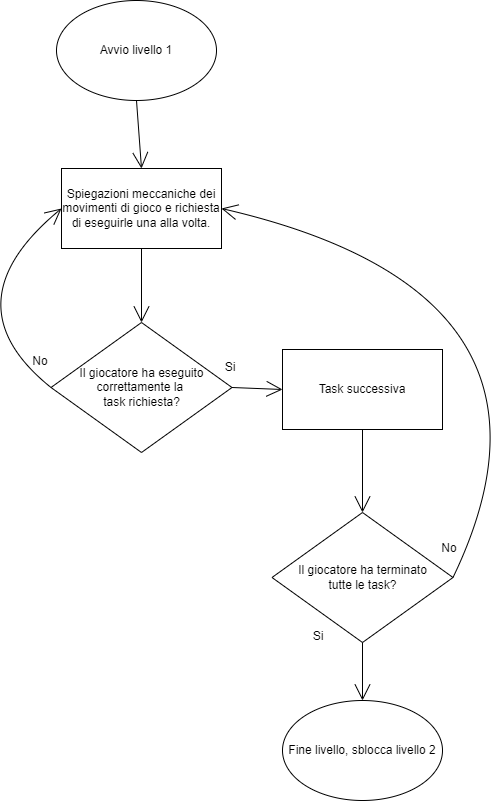 Avvio livello 1
Spiegazioni meccaniche dei
movimenti di gioco e richiesta
di eseguirle una alla volta.
No
Il giocatore ha eseguito
correttamente la
task richiesta?
Si
Task successiva
No
Il giocatore ha terminato
tutte le task?
Si
Fine livello, sblocca livello 2